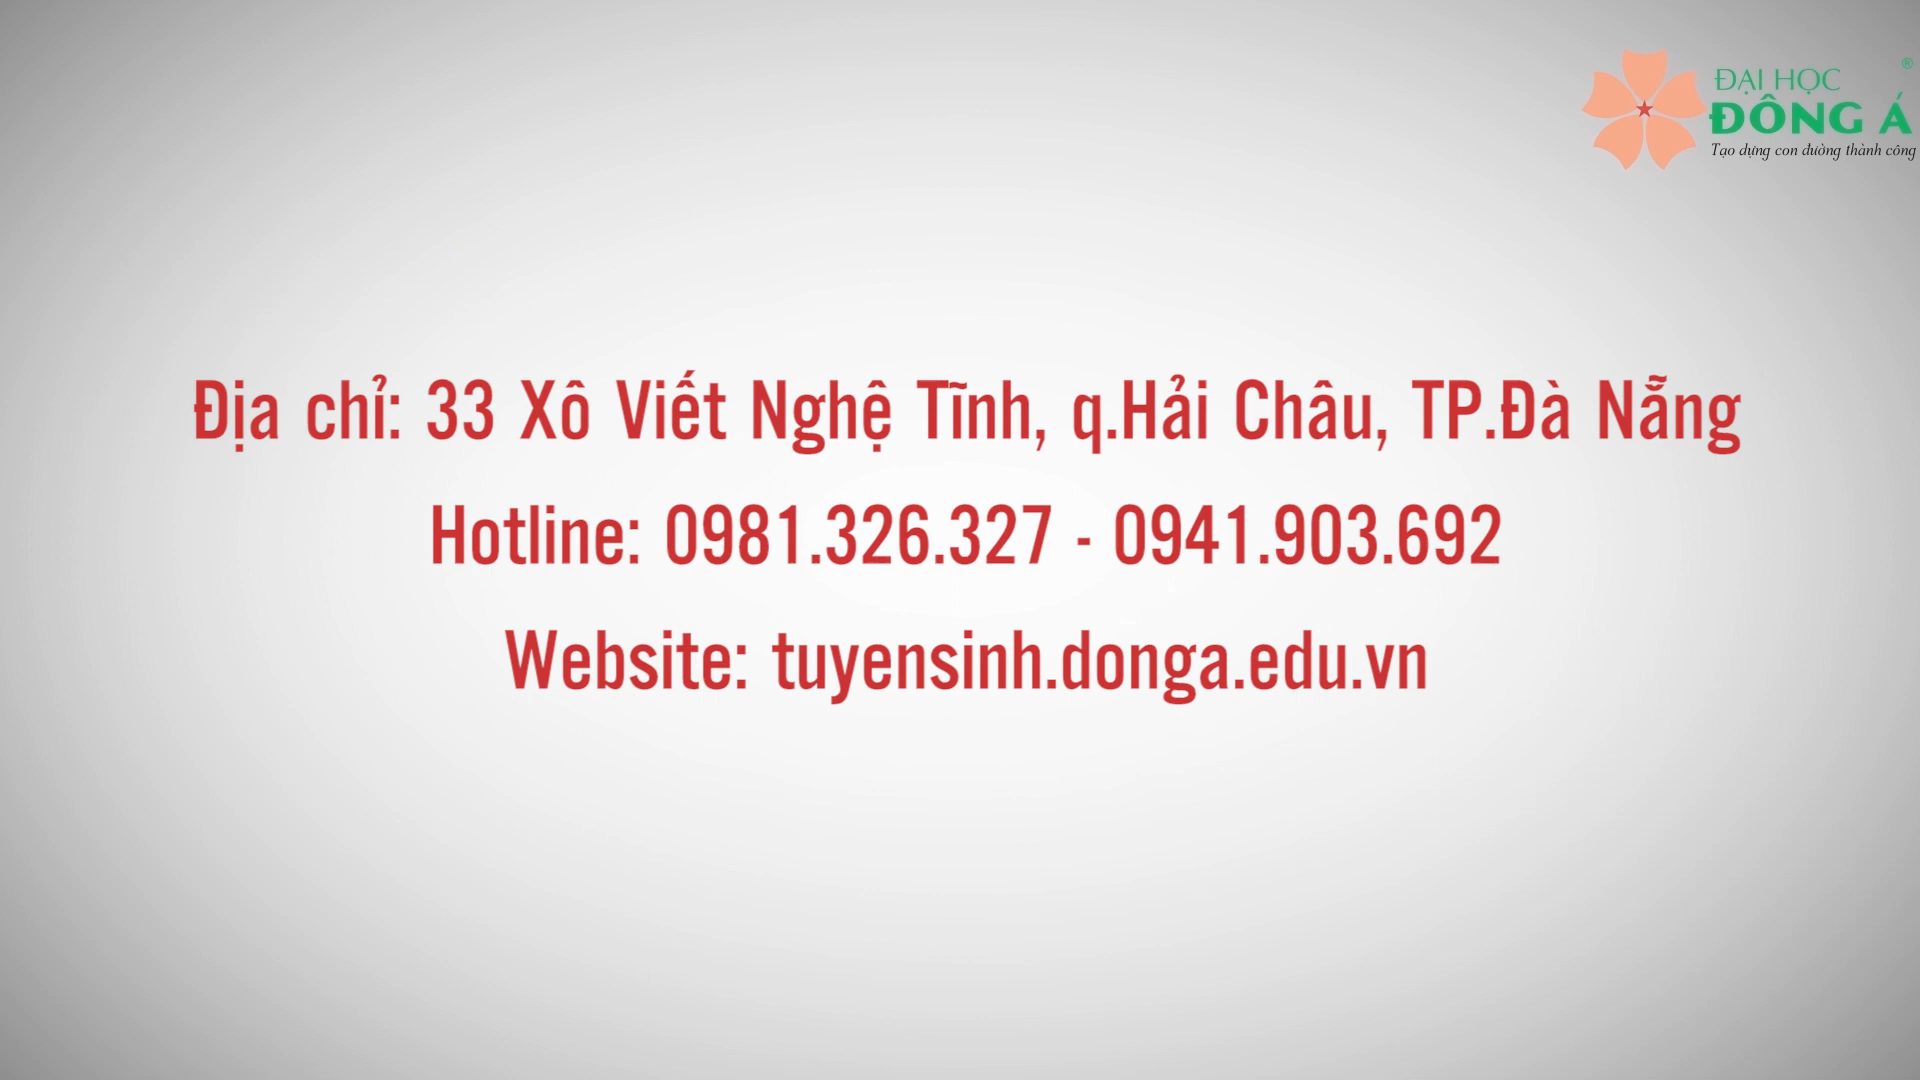 ĐẠI HỌC ®
ĐÔNG Á
Tạo dựng con đường thành công
Địa chỉ: 33 Xô Viết Nghệ Tĩnh, q.Hải Châu, TP.Đà Nẵng
Hotline: 0981.326.327 - 0941.903.692
Website: tuyensinh.donga.edu.vn